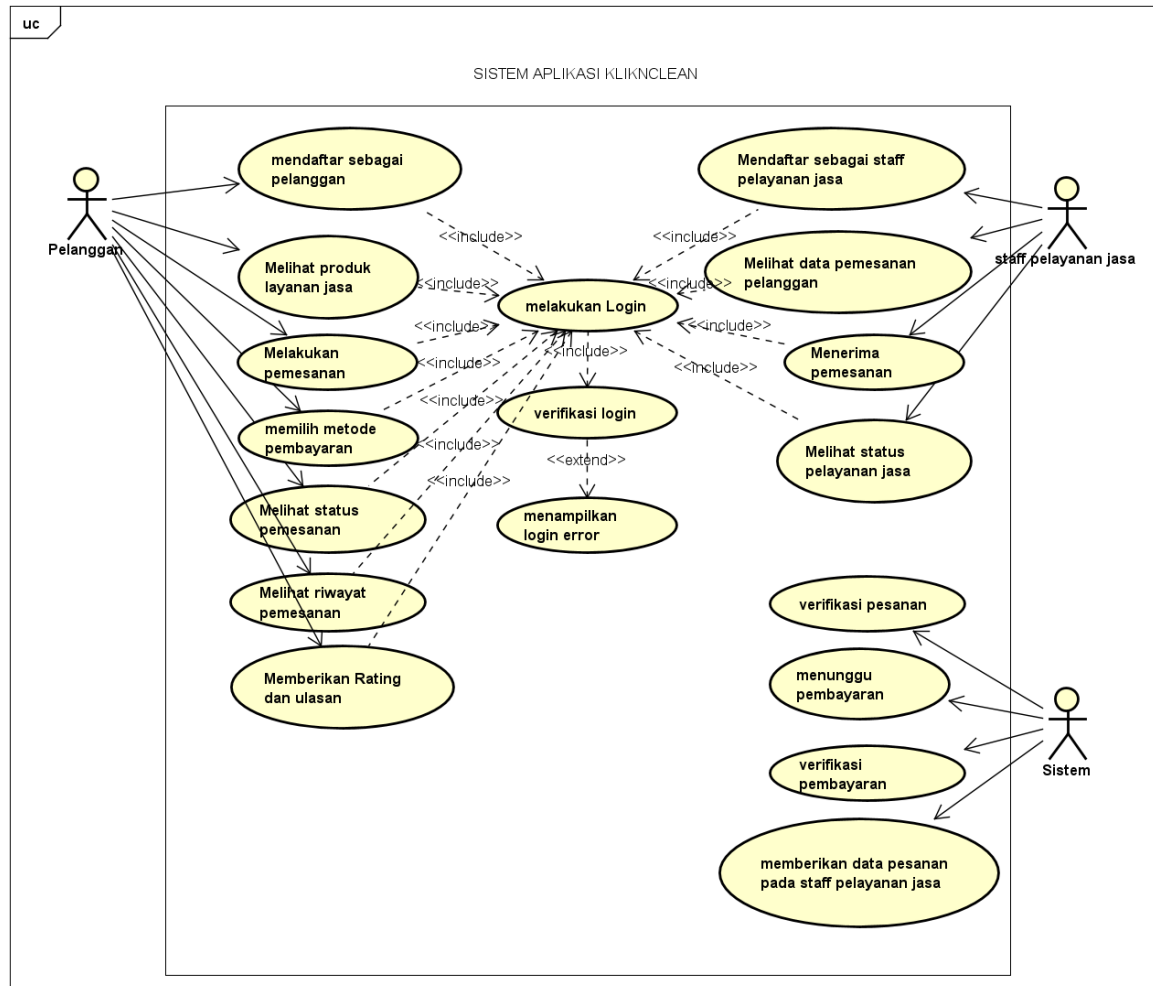 uc
SISTEM APLIKASI KLIKNCLEAN
mendaftar sebagai
pelanggan
Mendaftar sebagai staff
pelayanan jasa
Pelanggan
staff pelayanan jasa
<<include>>
<<include>>
Melihat produk
layanan jasa
Melihat data pemesanan
pelanggan
<<include>>
<<include>>
melakukan Login
<<include>>
<<include>>
<<include>>
Melakukan
pemesanan
Menerima
pemesanan
<<include>>
<<include>>
<<include>>
memilih metode
pembayaran
verifikasi login
<<include>>
Melihat status
pelayanan jasa
<<extend>>
<<include>>
Melihat status
pemesanan
menampilkan
login error
Melihat riwayat
pemesanan
verifikasi pesanan
Memberikan Rating
dan ulasan
menunggu
pembayaran
verifikasi
pembayaran
Sistem
memberikan data pesanan
pada staff pelayanan jasa